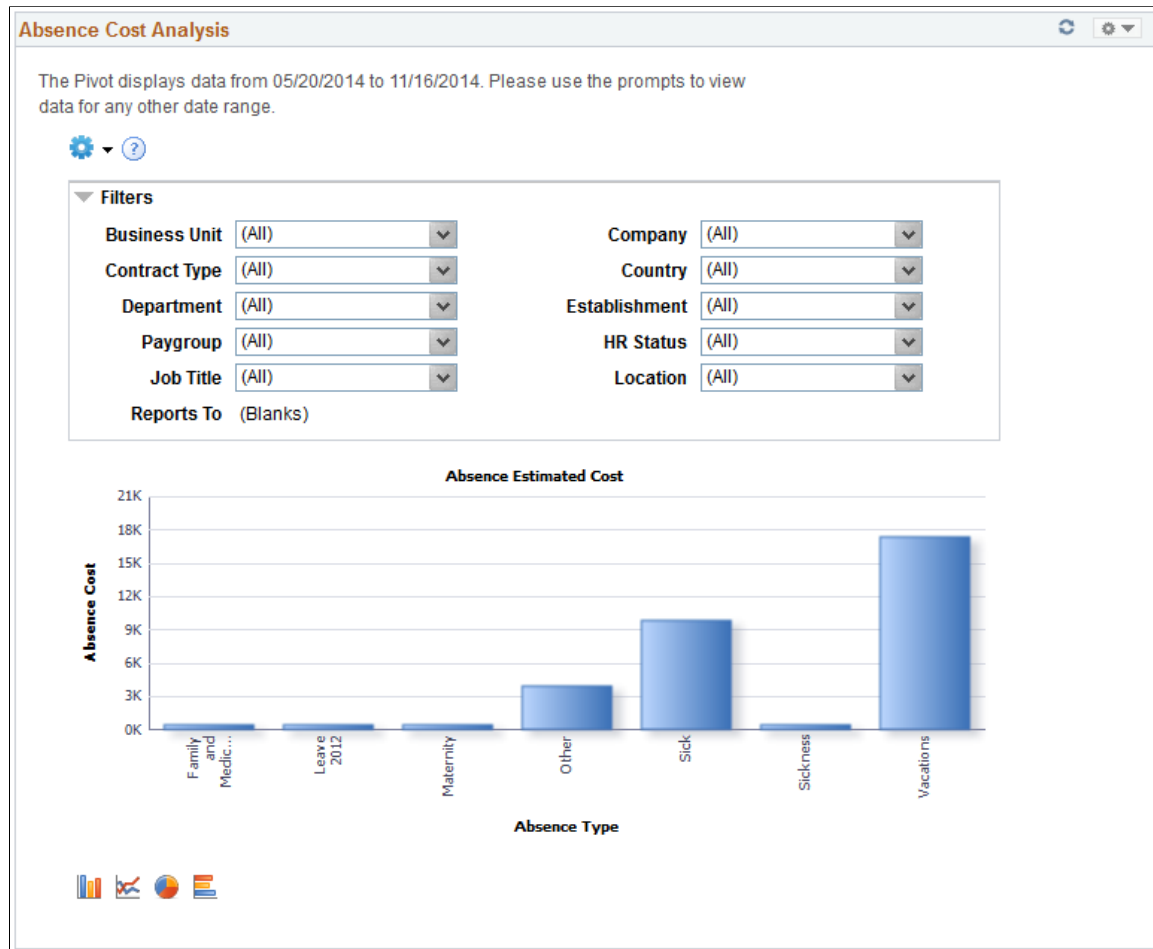 Absence Cost Analysis
The Pivot displays data from 05/20/2014 to 11/16/2014. Please use the prompts to view
data for any other date range.
?
Filters
Business Unit (All) Company (All)
Contract Type (All) Country (All)
Department (All) Establishment (All)
Paygroup (All) HR Status (All)
Job Title (All) Location (All)
Reports To (Blanks)
Absence Estimated Cost
21K
18K
15K
12K
9K
6K
3K
0K
Absence Cost
Family
and
Medic...
Leave
2012
Maternity
Other
Sick
Sickness
Vacations
Absence Type